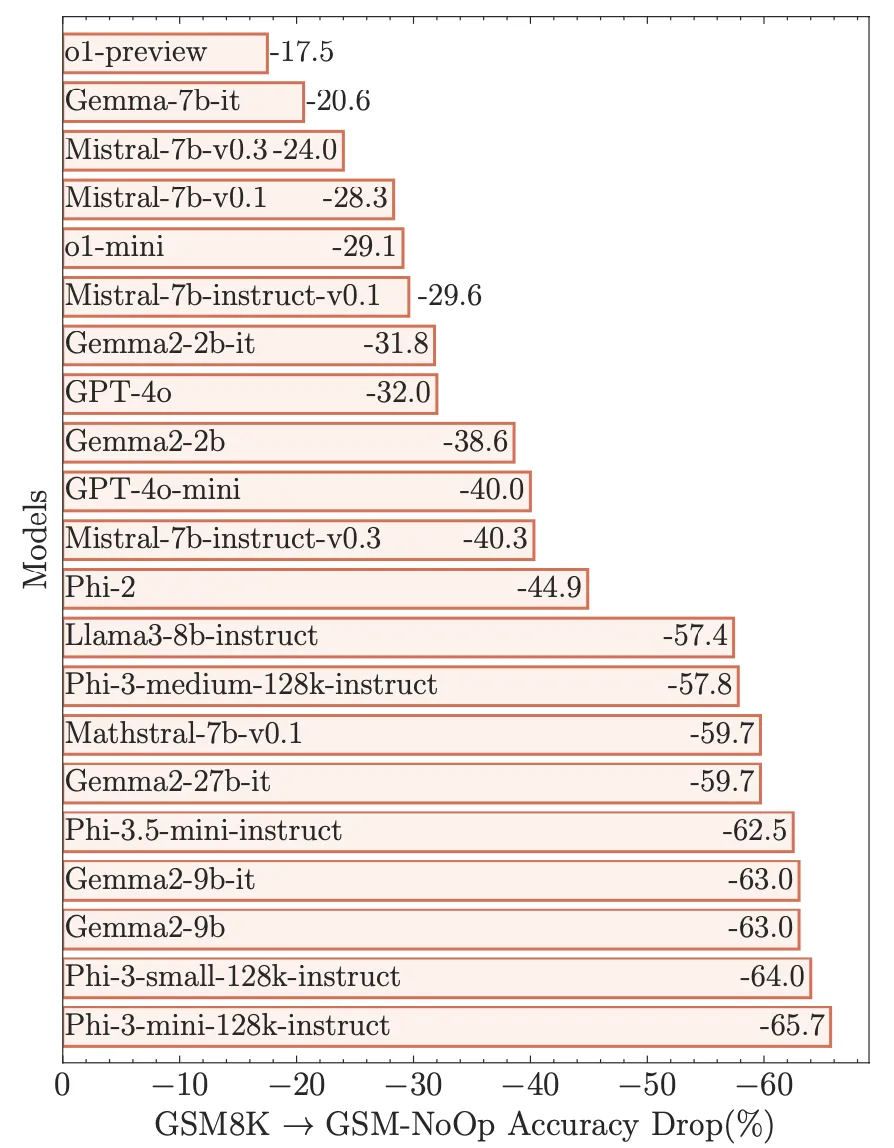 o1-preview -17.5
Gemma-7b-it -20.6
Mistral-7b-v0.3 -24.0
Mistral-7b-v0.1 -28.3
o1-mini -29.1
Mistral-7b-instruct-v0.1 -29.6
Gemma2-2b-it -31.8
GPT-4o -32.0
Gemma2-2b -38.6
GPT-4o-mini -40.0
Mistral-7b-instruct-v0.3 -40.3
Phi-2 -44.9
Llama3-8b-instruct -57.4
Phi-3-medium-128k-instruct -57.8
Mathstral-7b-v0.1 -59.7
Gemma2-27b-it -59.7
Phi-3.5-mini-instruct -62.5
Gemma2-9b-it -63.0
Gemma2-9b -63.0
Phi-3-small-128k-instruct -64.0
Phi-3-mini-128k-instruct -65.7
Models
0 −10 −20 −30 −40 −50 −60
GSM8K → GSM-NoOp Accuracy Drop(%)